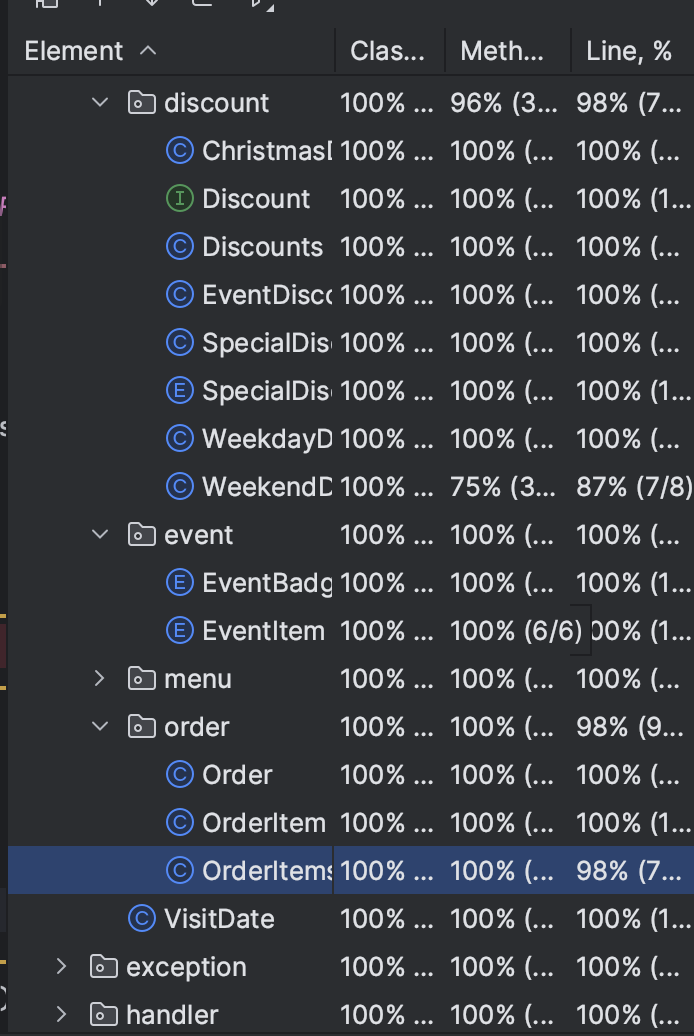 Element Clas... Meth... Line, %
discount 100% ... 96% (3... 98% (7...
ChristmasD 100% ... 100% (... 100% (...
Discount 100% ... 100% (... 100% (1...
Discounts 100% ... 100% (... 100% (...
EventDisco 100% ... 100% (... 100% (...
SpecialDis 100% ... 100% (... 100% (...
SpecialDis 100% ... 100% (... 100% (1...
WeekdayD 100% ... 100% (... 100% (...
WeekendD 100% ... 75% (3... 87% (7/8)
event 100% ... 100% (... 100% (...
EventBadg 100% ... 100% (... 100% (1...
EventItem 100% ... 100% (6/6) 00% (1...
menu 100% ... 100% (... 100% (...
order 100% ... 100% (... 98% (9...
Order 100% ... 100% (... 100% (...
OrderItem 100% ... 100% (... 100% (1...
OrderItems 100% ... 100% (... 98% (7...
VisitDate 100% ... 100% (... 100% (1...
exception 100% ... 100% (... 100% (...
handler 100% ... 100% (... 100% (...